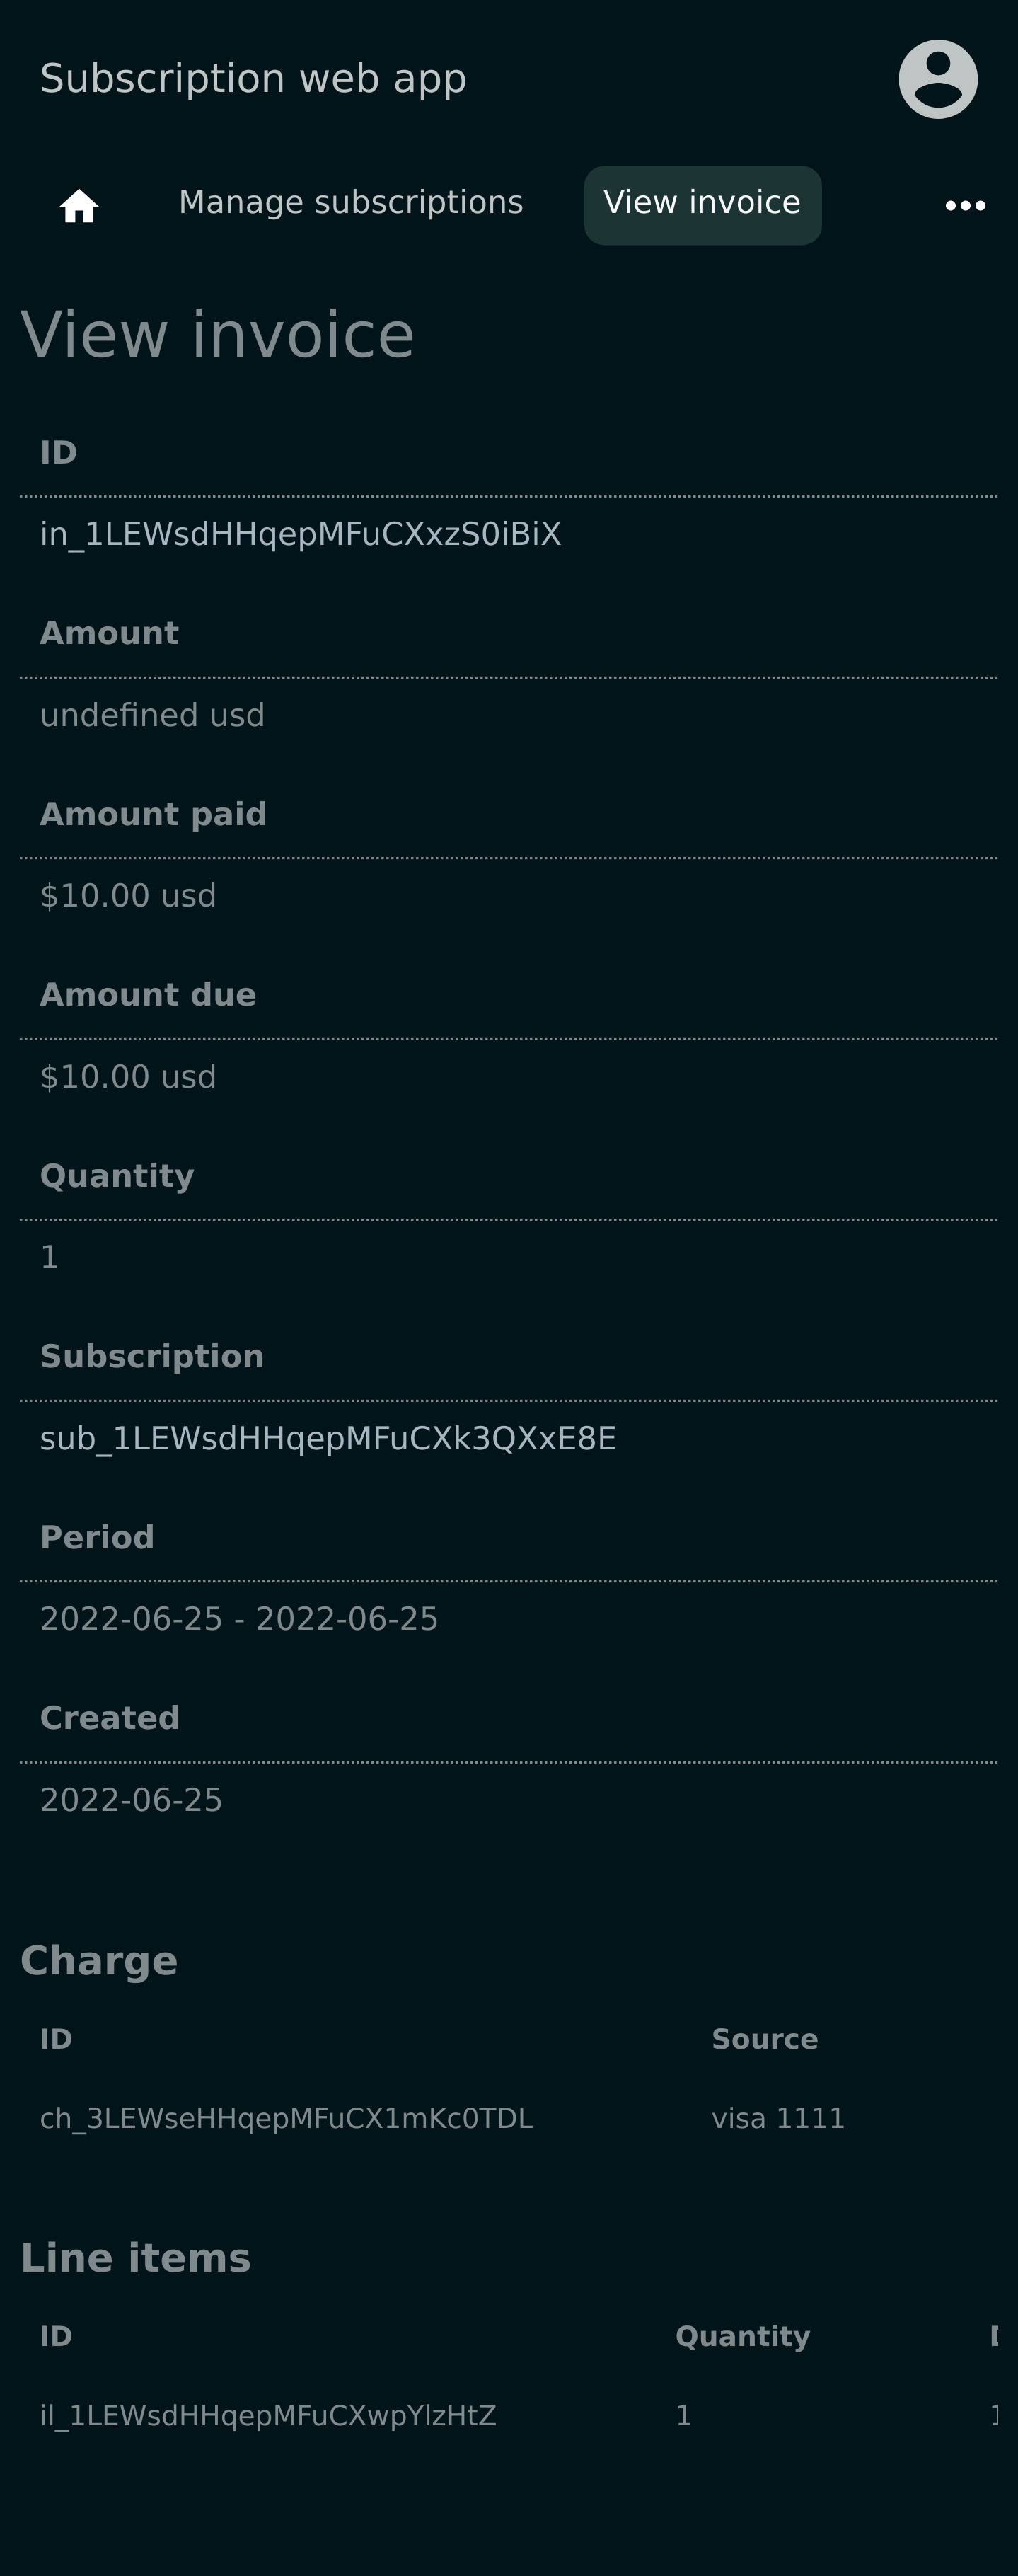 Subscription web app
Manage subscriptions View invoice
View invoice
ID
in_1LEWsdHHqepMFuCXxzS0iBiX
Amount
undefined usd
Amount paid
$10.00 usd
Amount due
$10.00 usd
Quantity
1
Subscription
sub_1LEWsdHHqepMFuCXk3QXxE8E
Period
2022-06-25 - 2022-06-25
Created
2022-06-25
Charge
ID Source
ch_3LEWseHHqepMFuCX1mKc0TDL visa 1111
Line items
ID Quantity
il_1LEWsdHHqepMFuCXwpYlzHtZ 1